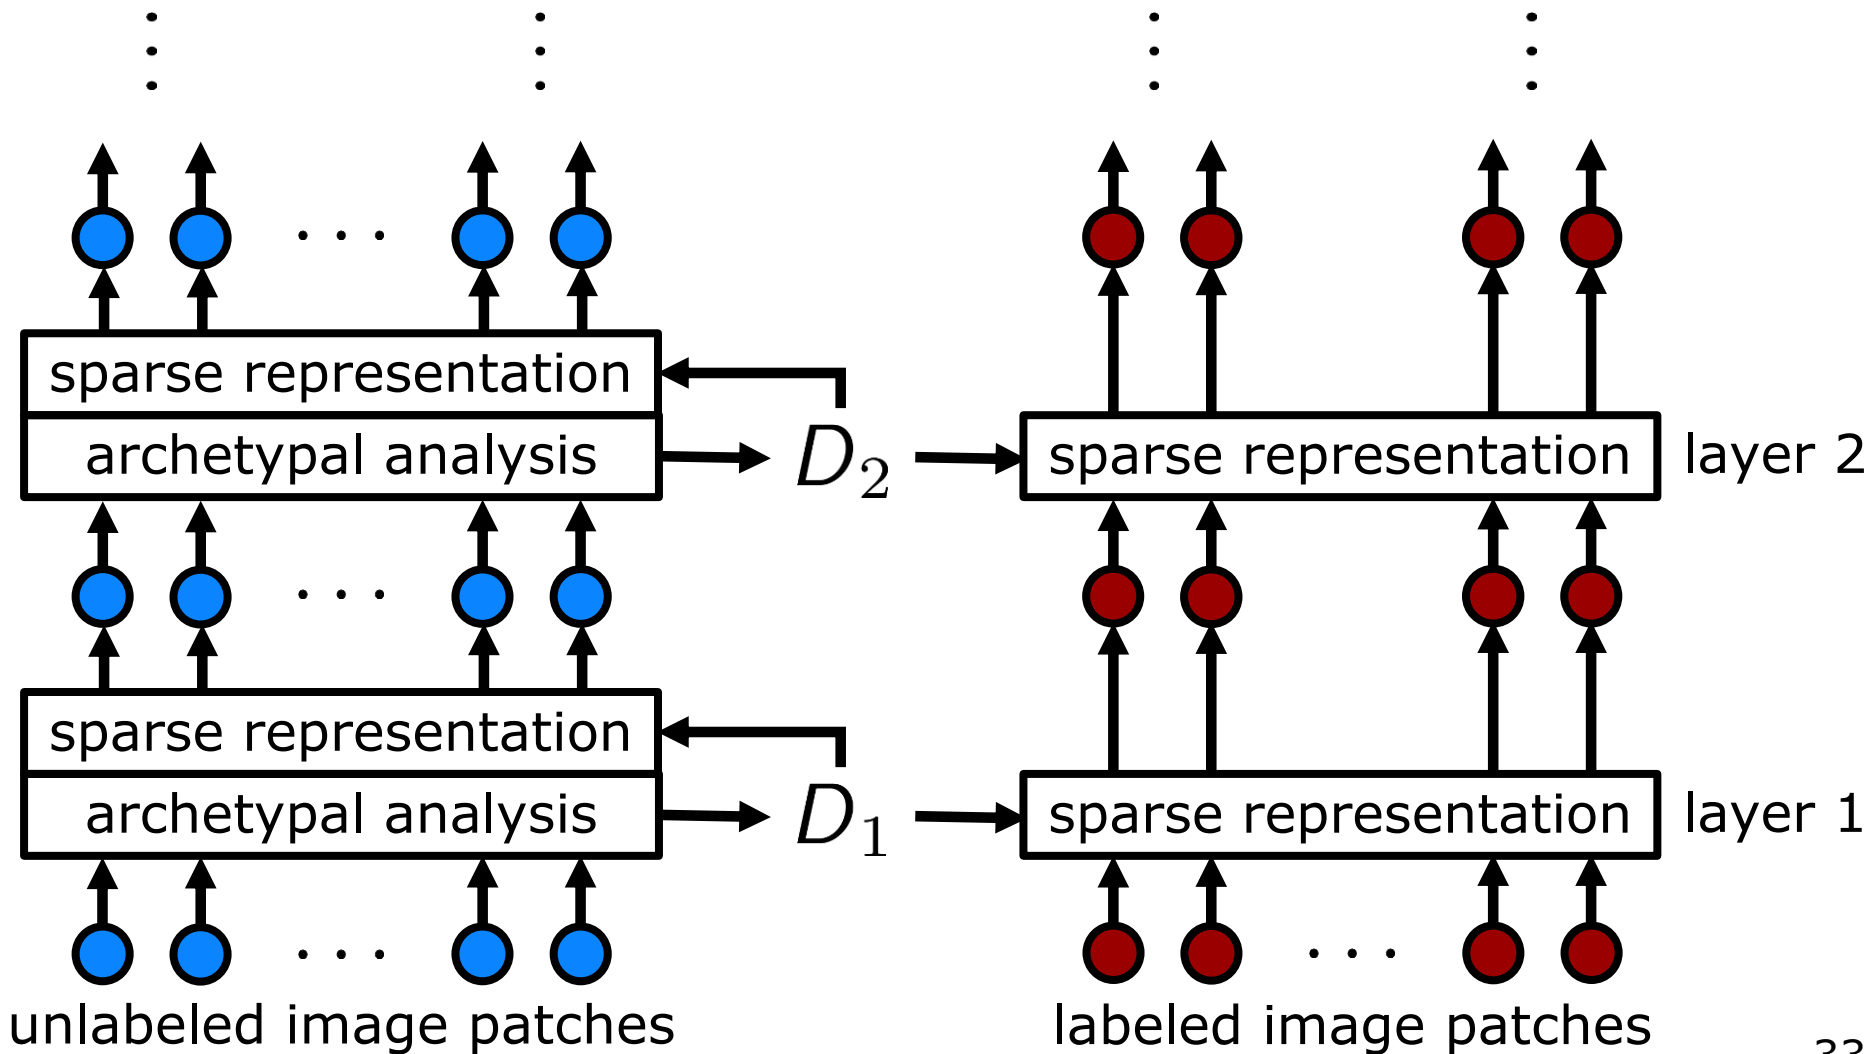 sparse representation
archetypal analysis
D₂
sparse representation
layer 2
sparse representation
archetypal analysis
D₁
sparse representation
layer 1
unlabeled image patches
labeled image patches
33